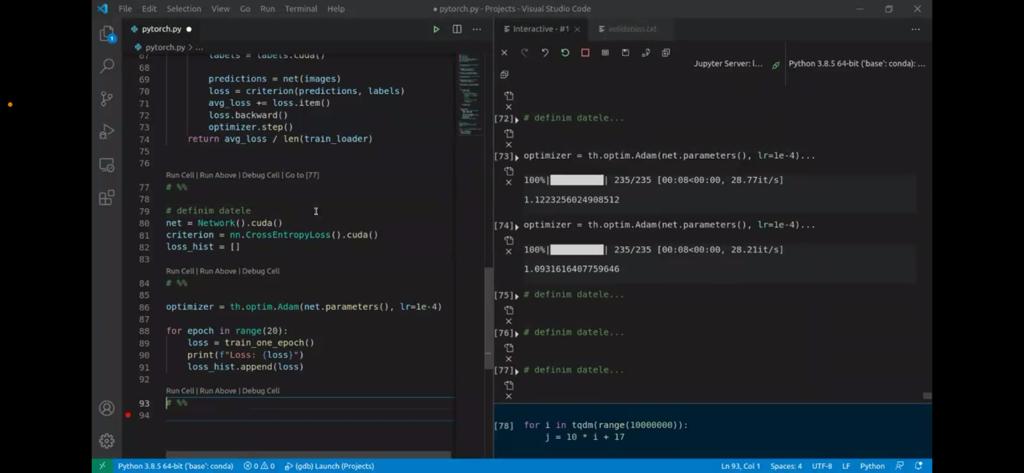 File Edit Selection View Go Run Terminal Help
● pytorch.py - Projects - Visual Studio Code
pytorch.py ●
pytorch.py > ...
67 labels = labels.cuda()
68
69 predictions = net(images)
70 loss = criterion(predictions, labels)
71 avg_loss += loss.item()
72 loss.backward()
73 optimizer.step()
74 return avg_loss / len(train_loader)
75
76
Run Cell | Run Above | Debug Cell | Go to [77]
77 # %%
78
79 # definim datele
80 net = Network().cuda()
81 criterion = nn.CrossEntropyLoss().cuda()
82 loss_hist = []
83
Run Cell | Run Above | Debug Cell
84 # %%
85
86 optimizer = th.optim.Adam(net.parameters(), lr=1e-4)
87
88 for epoch in range(20):
89 loss = train_one_epoch()
90 print(f"Loss: {loss}")
91 loss_hist.append(loss)
92
Run Cell | Run Above | Debug Cell
93 # %%
94
Interactive - #1
Jupyter Server: l... Python 3.8.5 64-bit ('base': conda): ...
[72] # definim datele...
[73] optimizer = th.optim.Adam(net.parameters(), lr=1e-4)...
100%| | 235/235 [00:08<00:00, 28.77it/s]
1.1223256024908512
[74] optimizer = th.optim.Adam(net.parameters(), lr=1e-4)...
100%| | 235/235 [00:08<00:00, 28.21it/s]
1.0931616407759646
[75] # definim datele...
[76] # definim datele...
[77] # definim datele...
[78] for i in tqdm(range(10000000)):
j = 10 * i + 17
Python 3.8.5 64-bit ('base': conda) 0 0 (gdb) Launch (Projects) Ln 93, Col 1 Spaces: 4 UTF-8 LF Python